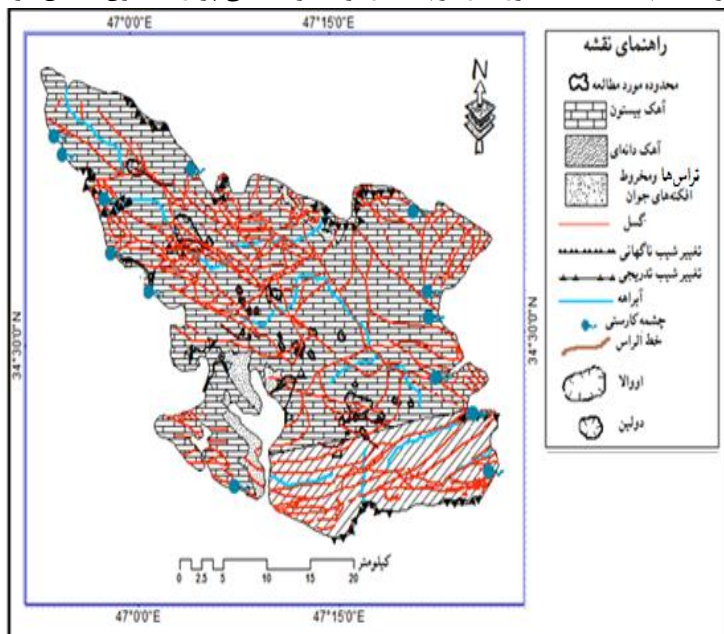 47°0'0"E 47°15'0"E
راهنمای نقشه
محدوده مورد مطالعه
آهک بیستون
آهک دانه‌ای
تراس‌ها ومخروط
افکنه‌های جوان
گسل
تغییر شیب ناگهانی
تغییر شیب تدریجی
آبراهه
چشمه کارستی
خط الراس
اووالا
دولین
N
34°30'0"N 34°30'0"N
کیلومتر
0 2.5 5 10 15 20
47°0'0"E 47°15'0"E